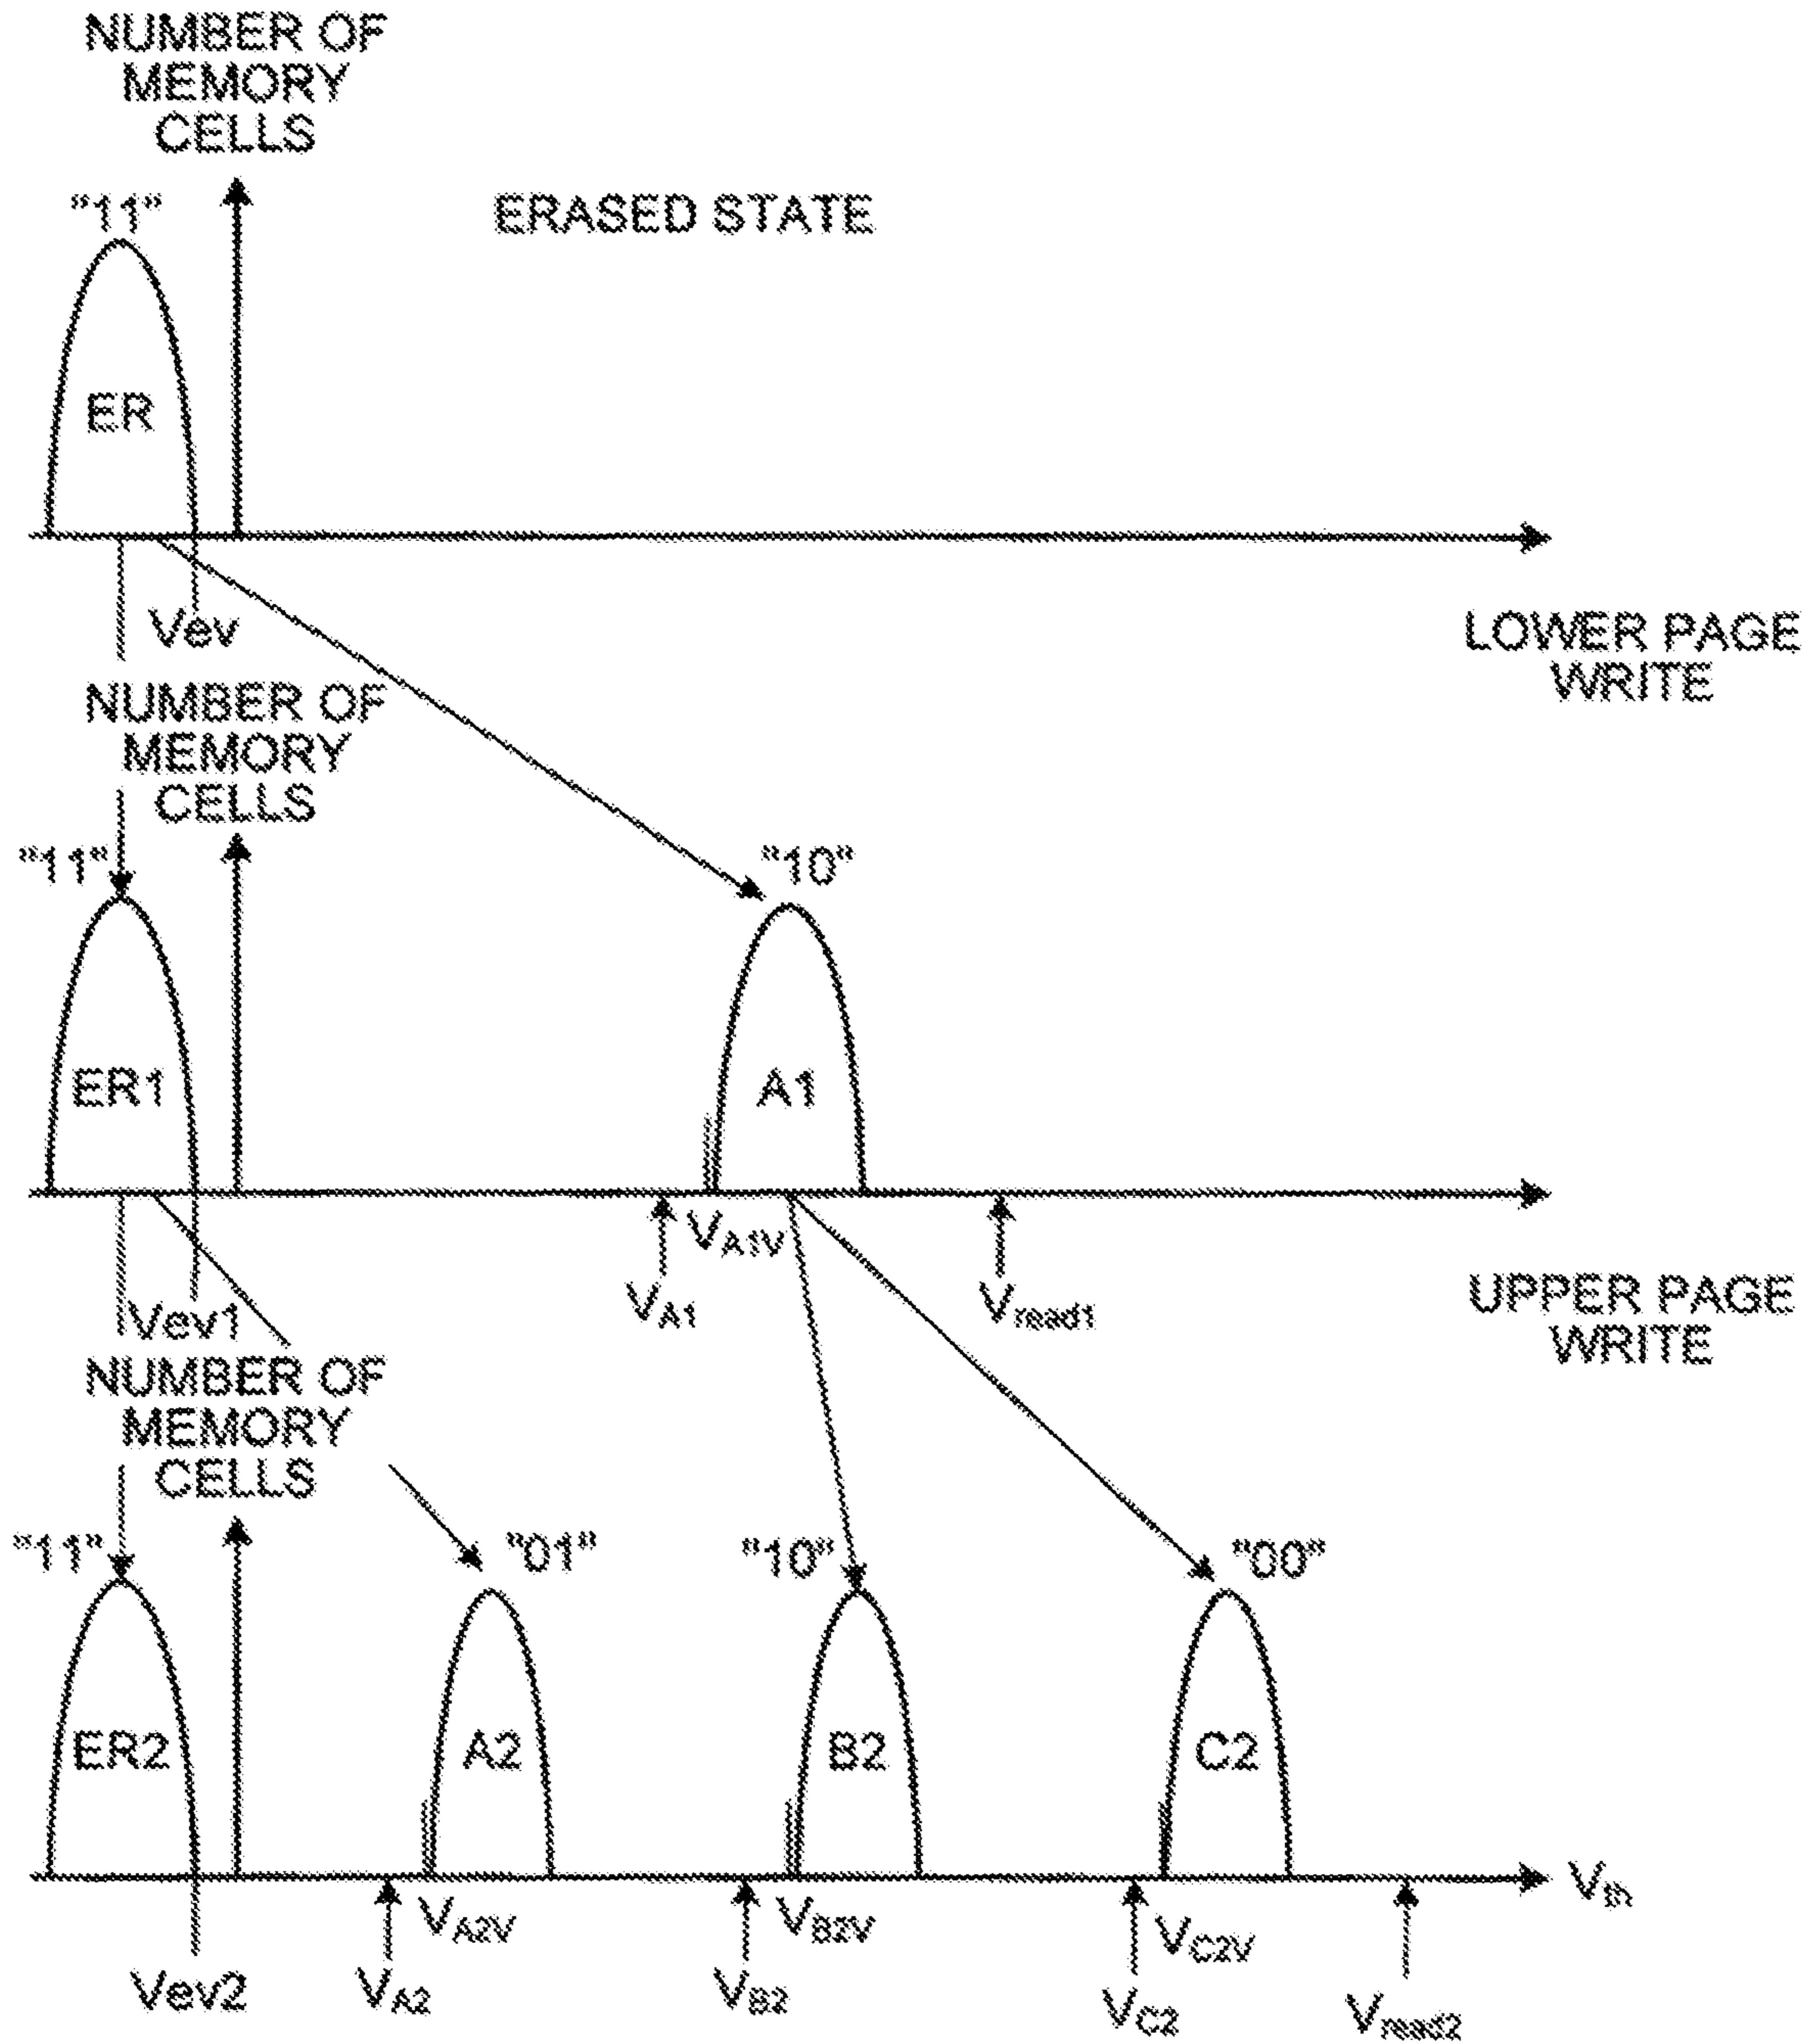 NUMBER OF
MEMORY
CELLS
"11"
ERASED STATE
ER
Vev
LOWER PAGE
WRITE
NUMBER OF
MEMORY
CELLS
"11"
"10"
ER1
A1
VA1V
Vev1
VA1
Vread1
UPPER PAGE
WRITE
NUMBER OF
MEMORY
CELLS
"11"
"01"
"10"
"00"
ER2
A2
B2
C2
Vth
VA2V
VB2V
VC2V
Vev2
VA2
VB2
VC2
Vread2